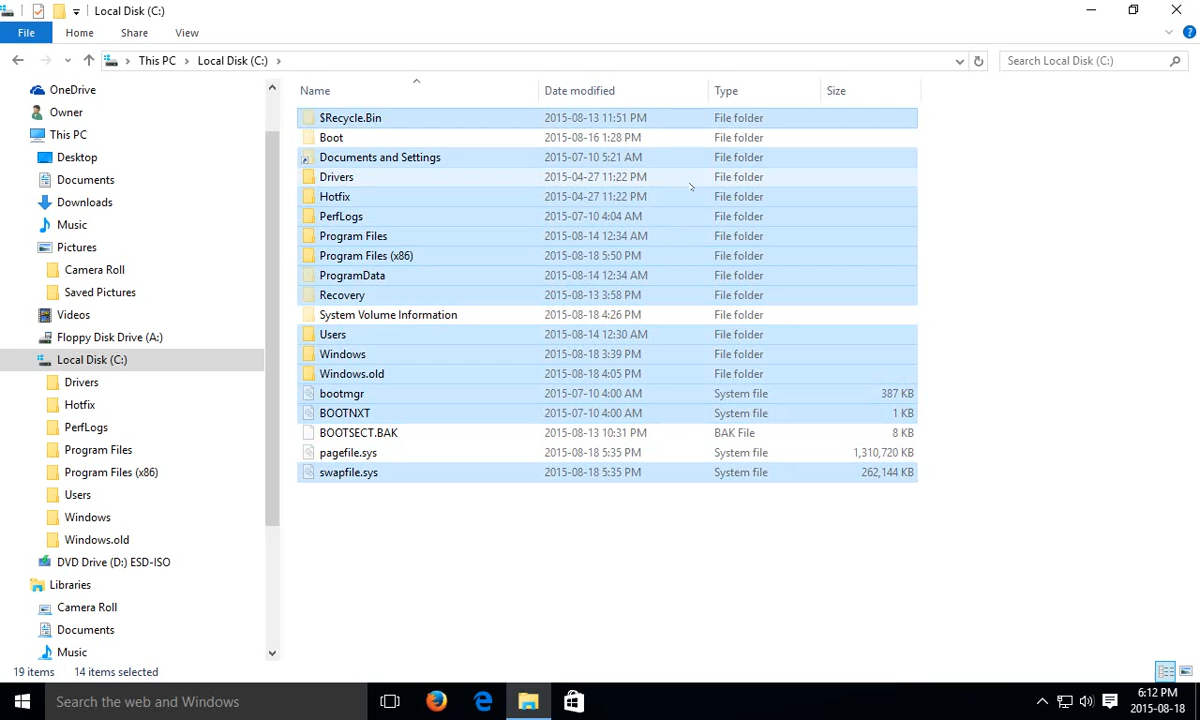 Local Disk (C:)
File Home Share View
This PC Local Disk (C:)
Search Local Disk (C:)
OneDrive
Owner
This PC
Desktop
Documents
Downloads
Music
Pictures
Camera Roll
Saved Pictures
Videos
Floppy Disk Drive (A:)
Local Disk (C:)
Drivers
Hotfix
PerfLogs
Program Files
Program Files (x86)
Users
Windows
Windows.old
DVD Drive (D:) ESD-ISO
Libraries
Camera Roll
Documents
Music
Name Date modified Type Size
$Recycle.Bin 2015-08-13 11:51 PM File folder
Boot 2015-08-16 1:28 PM File folder
Documents and Settings 2015-07-10 5:21 AM File folder
Drivers 2015-04-27 11:22 PM File folder
Hotfix 2015-04-27 11:22 PM File folder
PerfLogs 2015-07-10 4:04 AM File folder
Program Files 2015-08-14 12:34 AM File folder
Program Files (x86) 2015-08-18 5:50 PM File folder
ProgramData 2015-08-14 12:34 AM File folder
Recovery 2015-08-13 3:58 PM File folder
System Volume Information 2015-08-18 4:26 PM File folder
Users 2015-08-14 12:30 AM File folder
Windows 2015-08-18 3:39 PM File folder
Windows.old 2015-08-18 4:05 PM File folder
bootmgr 2015-07-10 4:00 AM System file 387 KB
BOOTNXT 2015-07-10 4:00 AM System file 1 KB
BOOTSECT.BAK 2015-08-13 10:31 PM BAK File 8 KB
pagefile.sys 2015-08-18 5:35 PM System file 1,310,720 KB
swapfile.sys 2015-08-18 5:35 PM System file 262,144 KB
19 items 14 items selected
Search the web and Windows
6:12 PM
2015-08-18